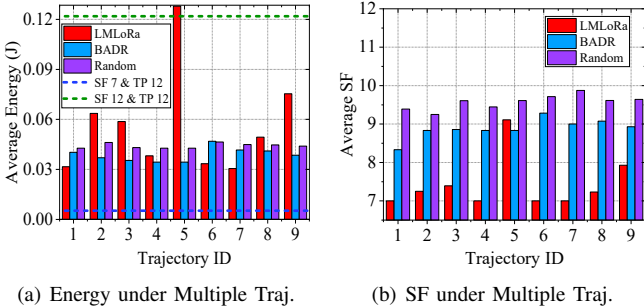 0.12
0.09
0.06
0.03
0.00
Average Energy (J)
LMLoRa
BADR
Random
SF 7 & TP 12
SF 12 & TP 12
1 2 3 4 5 6 7 8 9
Trajectory ID
(a) Energy under Multiple Traj.
12
11
10
9
8
7
Average SF
LMLoRa
BADR
Random
1 2 3 4 5 6 7 8 9
Trajectory ID
(b) SF under Multiple Traj.